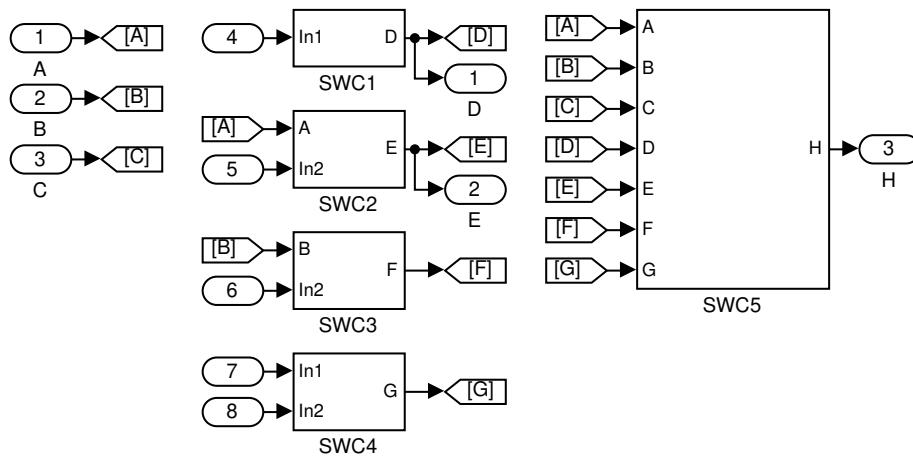 1
[A]
A
2
[B]
B
3
[C]
C
4
In1
D
[D]
SWC1
1
D
[A]
A
5
In2
E
[E]
SWC2
2
E
[B]
B
6
In2
F
[F]
SWC3
7
In1
8
In2
G
[G]
SWC4
[A]
A
[B]
B
[C]
C
[D]
D
[E]
E
[F]
F
[G]
G
H
SWC5
3
H